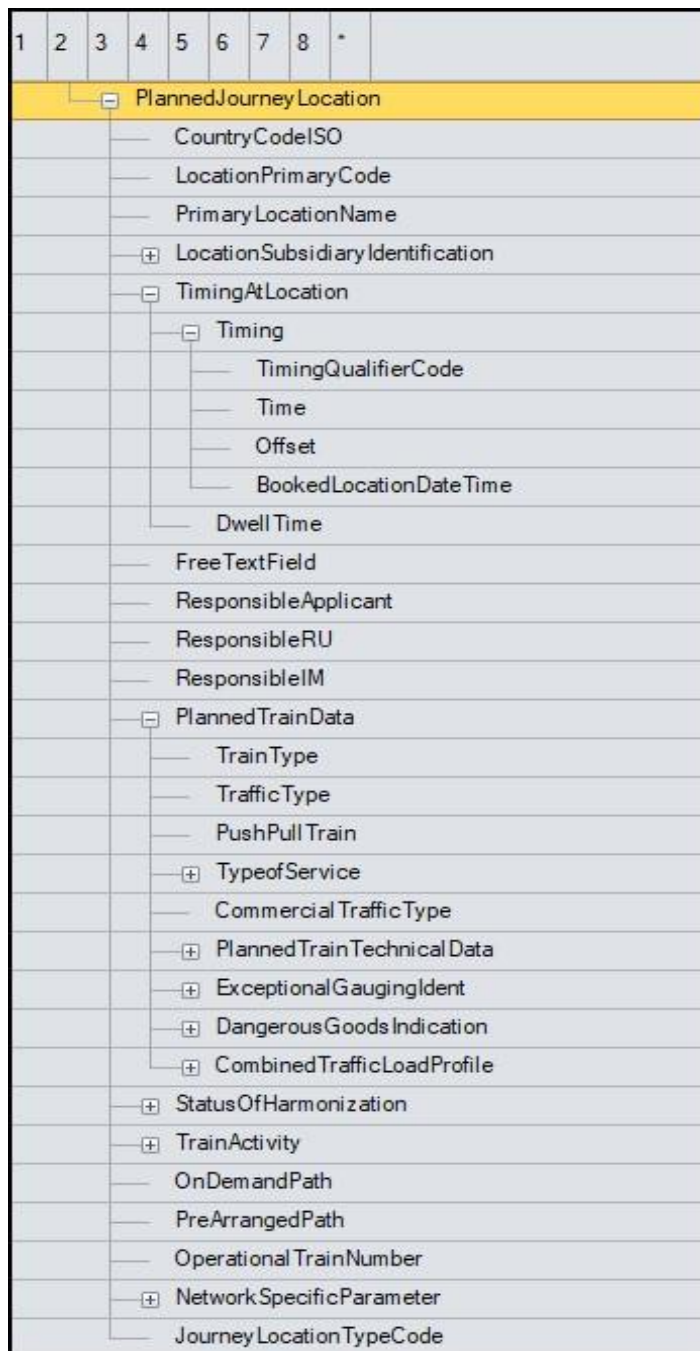 1 2 3 4 5 6 7 8 *
PlannedJourneyLocation
CountryCodeISO
LocationPrimaryCode
PrimaryLocationName
LocationSubsidiaryIdentification
TimingAtLocation
Timing
TimingQualifierCode
Time
Offset
BookedLocationDateTime
DwellTime
FreeTextField
ResponsibleApplicant
ResponsibleRU
ResponsibleIM
PlannedTrainData
TrainType
TrafficType
PushPullTrain
TypeofService
CommercialTrafficType
PlannedTrainTechnicalData
ExceptionalGaugingIdent
DangerousGoodsIndication
CombinedTrafficLoadProfile
StatusOfHarmonization
TrainActivity
OnDemandPath
PreArrangedPath
OperationalTrainNumber
NetworkSpecificParameter
JourneyLocationTypeCode